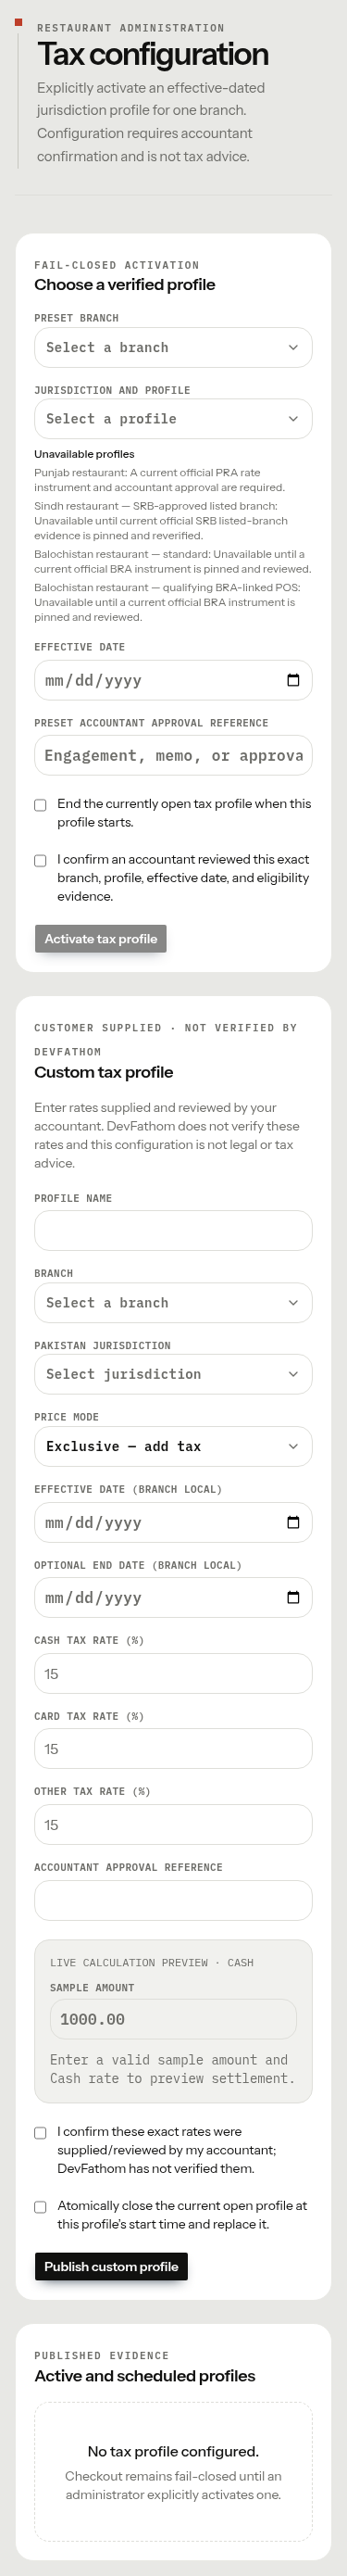 RESTAURANT ADMINISTRATION
Tax configuration
Explicitly activate an effective-dated
jurisdiction profile for one branch.
Configuration requires accountant
confirmation and is not tax advice.
FAIL-CLOSED ACTIVATION
Choose a verified profile
PRESET BRANCH
Select a branch
JURISDICTION AND PROFILE
Select a profile
Unavailable profiles
Punjab restaurant: A current official PRA rate
instrument and accountant approval are required.
Sindh restaurant — SRB-approved listed branch:
Unavailable until current official SRB listed-branch
evidence is pinned and reverified.
Balochistan restaurant — standard: Unavailable until a
current official BRA instrument is pinned and reviewed.
Balochistan restaurant — qualifying BRA-linked POS:
Unavailable until a current official BRA instrument is
pinned and reviewed.
EFFECTIVE DATE
mm/dd/yyyy
PRESET ACCOUNTANT APPROVAL REFERENCE
Engagement, memo, or approva
End the currently open tax profile when this
profile starts.
I confirm an accountant reviewed this exact
branch, profile, effective date, and eligibility
evidence.
Activate tax profile
CUSTOMER SUPPLIED · NOT VERIFIED BY
DEVFATHOM
Custom tax profile
Enter rates supplied and reviewed by your
accountant. DevFathom does not verify these
rates and this configuration is not legal or tax
advice.
PROFILE NAME
BRANCH
Select a branch
PAKISTAN JURISDICTION
Select jurisdiction
PRICE MODE
Exclusive — add tax
EFFECTIVE DATE (BRANCH LOCAL)
mm/dd/yyyy
OPTIONAL END DATE (BRANCH LOCAL)
mm/dd/yyyy
CASH TAX RATE (%)
15
CARD TAX RATE (%)
15
OTHER TAX RATE (%)
15
ACCOUNTANT APPROVAL REFERENCE
LIVE CALCULATION PREVIEW · CASH
SAMPLE AMOUNT
1000.00
Enter a valid sample amount and
Cash rate to preview settlement.
I confirm these exact rates were
supplied/reviewed by my accountant;
DevFathom has not verified them.
Atomically close the current open profile at
this profile's start time and replace it.
Publish custom profile
PUBLISHED EVIDENCE
Active and scheduled profiles
No tax profile configured.
Checkout remains fail-closed until an
administrator explicitly activates one.